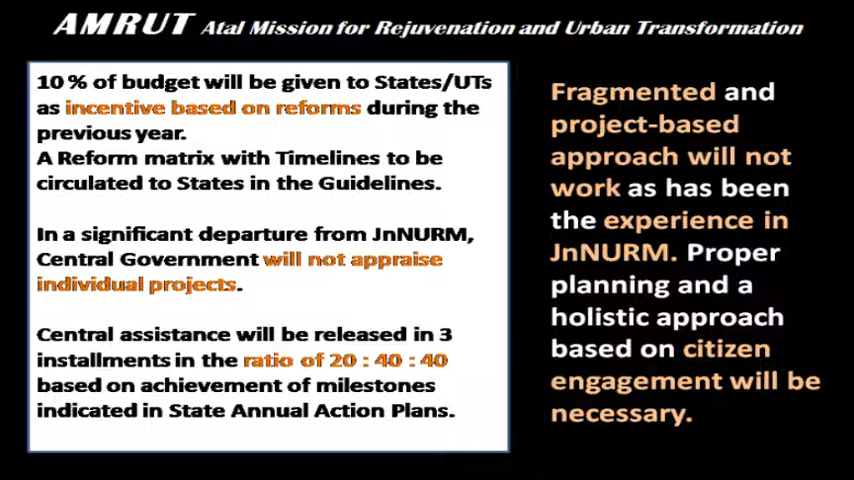 AMRUT Atal Mission for Rejuvenation and Urban Transformation
10 % of budget will be given to States/UTs
as incentive based on reforms during the
previous year.
A Reform matrix with Timelines to be
circulated to States in the Guidelines.
In a significant departure from JnNURM,
Central Government will not appraise
individual projects.
Central assistance will be released in 3
installments in the ratio of 20 : 40 : 40
based on achievement of milestones
indicated in State Annual Action Plans.
Fragmented and
project-based
approach will not
work as has been
the experience in
JnNURM. Proper
planning and a
holistic approach
based on citizen
engagement will be
necessary.